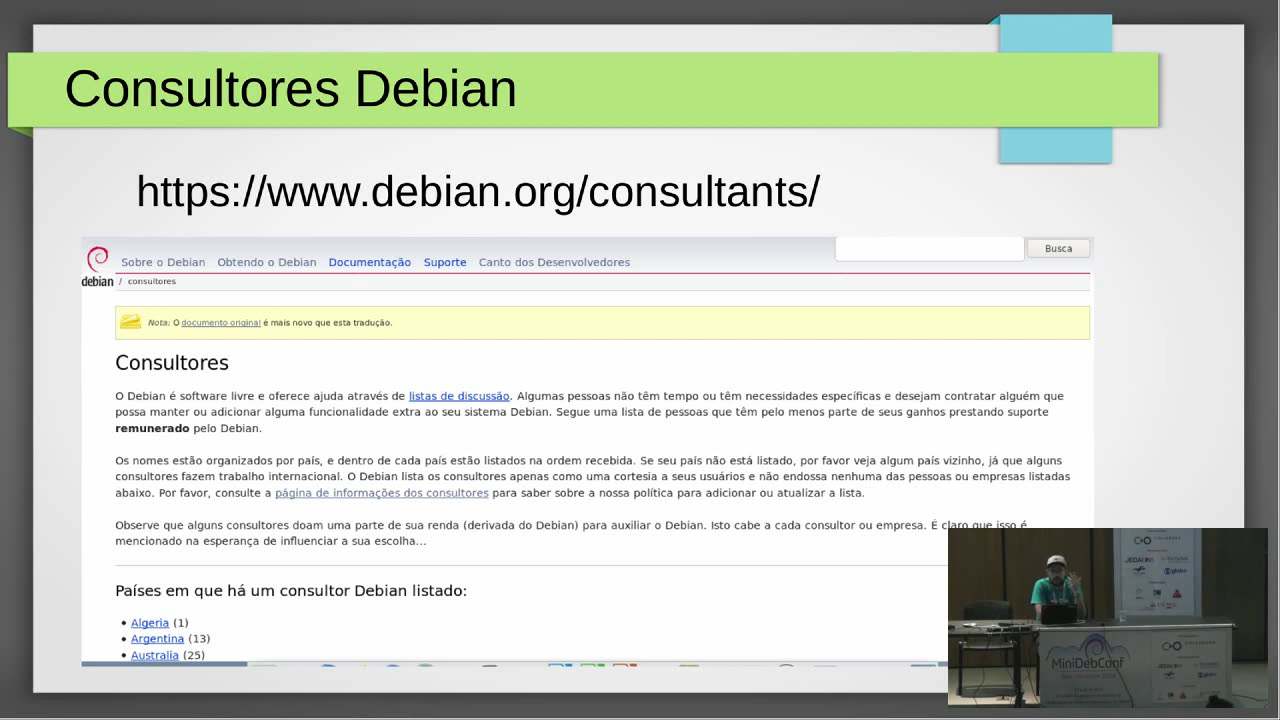 Consultores Debian
https://www.debian.org/consultants/
Busca
Sobre o Debian Obtendo o Debian Documentação Suporte Canto dos Desenvolvedores
debian / consultores
Nota: O documento original é mais novo que esta tradução.
Consultores
O Debian é software livre e oferece ajuda através de listas de discussão. Algumas pessoas não têm tempo ou têm necessidades específicas e desejam contratar alguém que
possa manter ou adicionar alguma funcionalidade extra ao seu sistema Debian. Segue uma lista de pessoas que têm pelo menos parte de seus ganhos prestando suporte
remunerado pelo Debian.
Os nomes estão organizados por país, e dentro de cada país estão listados na ordem recebida. Se seu país não está listado, por favor veja algum país vizinho, já que alguns
consultores fazem trabalho internacional. O Debian lista os consultores apenas como uma cortesia a seus usuários e não endossa nenhuma das pessoas ou empresas listadas
abaixo. Por favor, consulte a página de informações dos consultores para saber sobre a nossa política para adicionar ou atualizar a lista.
Observe que alguns consultores doam uma parte de sua renda (derivada do Debian) para auxiliar o Debian. Isto cabe a cada consultor ou empresa. É claro que isso é
mencionado na esperança de influenciar a sua escolha...
Países em que há um consultor Debian listado:
Algeria (1)
Argentina (13)
Australia (25)
MiniDebConf